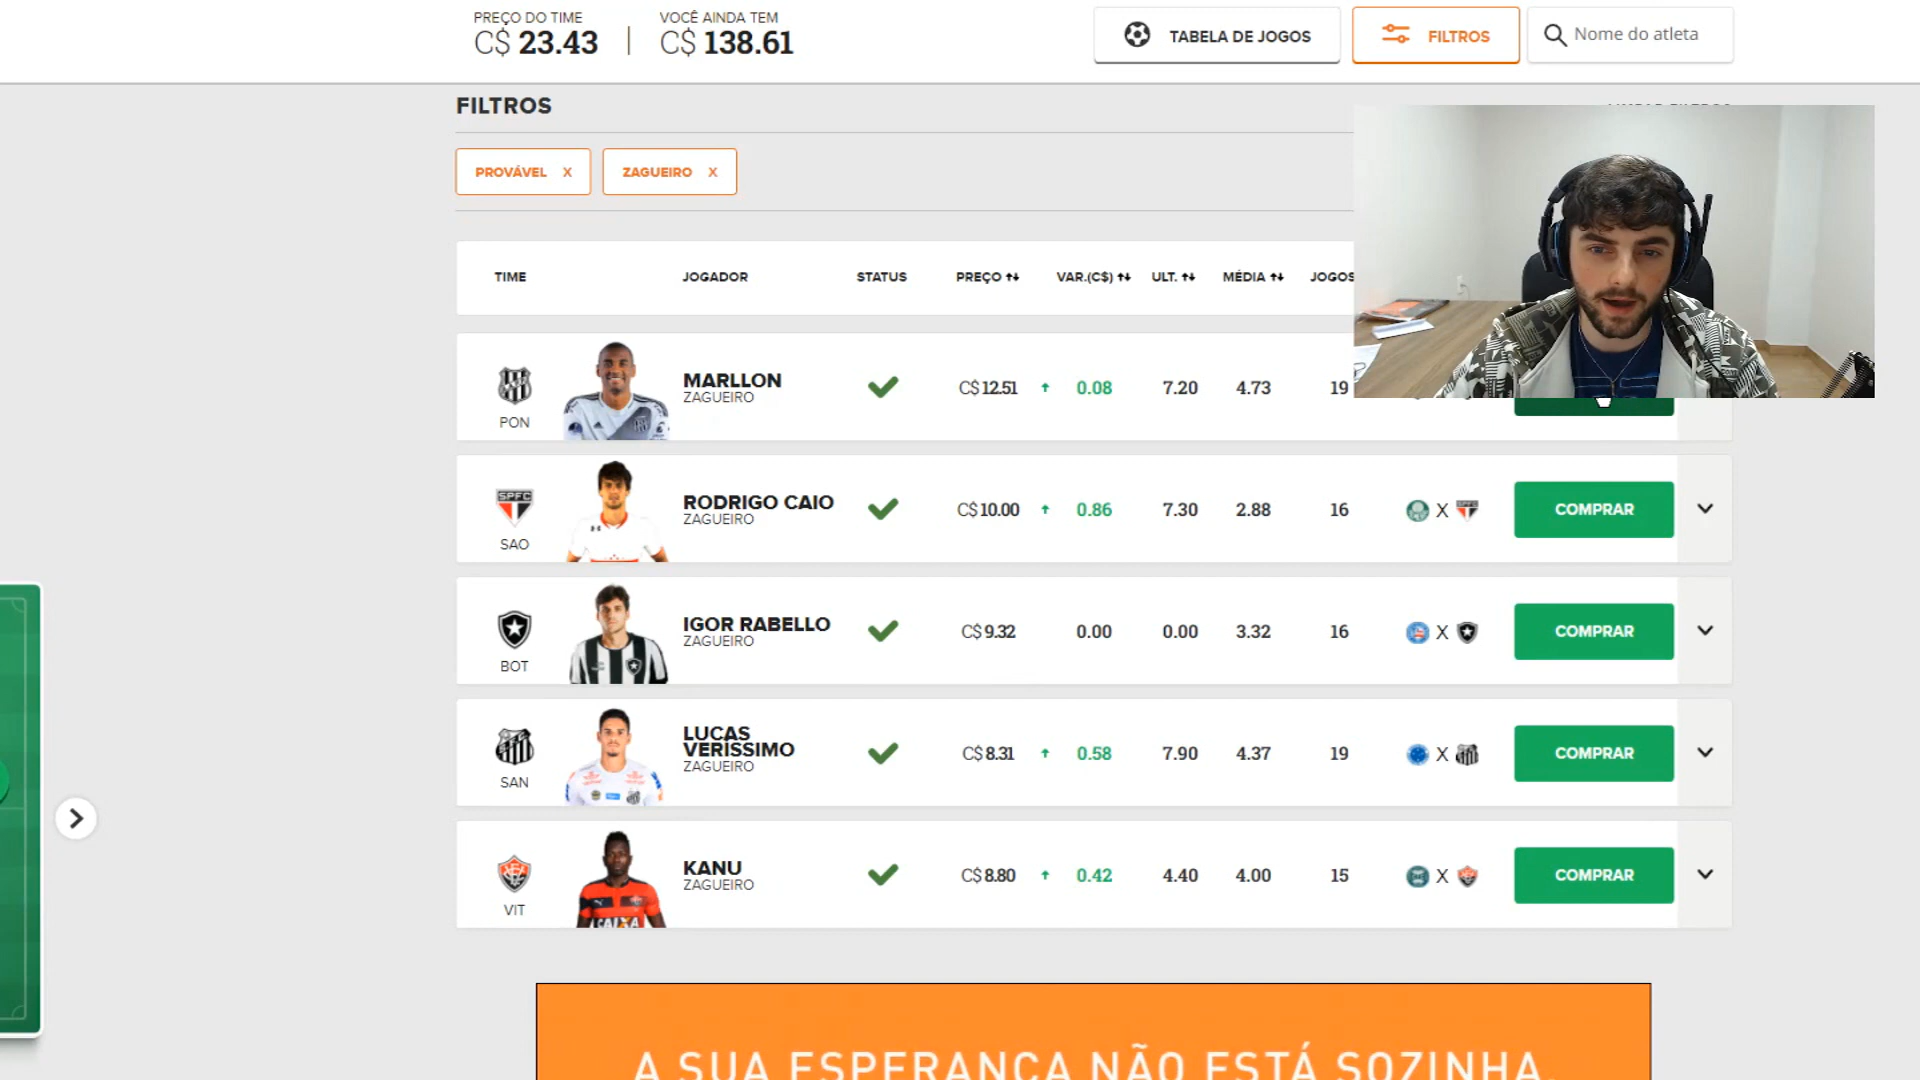 PREÇO DO TIME
C$ 23.43
VOCÊ AINDA TEM
C$ 138.61
TABELA DE JOGOS
FILTROS
Nome do atleta
FILTROS
PROVÁVEL X
ZAGUEIRO X
TIME JOGADOR STATUS PREÇO VAR.(C$) ULT. MÉDIA JOGOS
PON
MARLLON
ZAGUEIRO
C$ 12.51 0.08 7.20 4.73 19
SPFC
SAO
RODRIGO CAIO
ZAGUEIRO
C$ 10.00 0.86 7.30 2.88 16 X COMPRAR
BOT
IGOR RABELLO
ZAGUEIRO
C$ 9.32 0.00 0.00 3.32 16 X COMPRAR
SAN
LUCAS
VERÍSSIMO
ZAGUEIRO
C$ 8.31 0.58 7.90 4.37 19 X COMPRAR
VIT
KANU
ZAGUEIRO
CAIXA
C$ 8.80 0.42 4.40 4.00 15 X COMPRAR
A SUA ESPERANÇA NÃO ESTÁ SOZINHA.